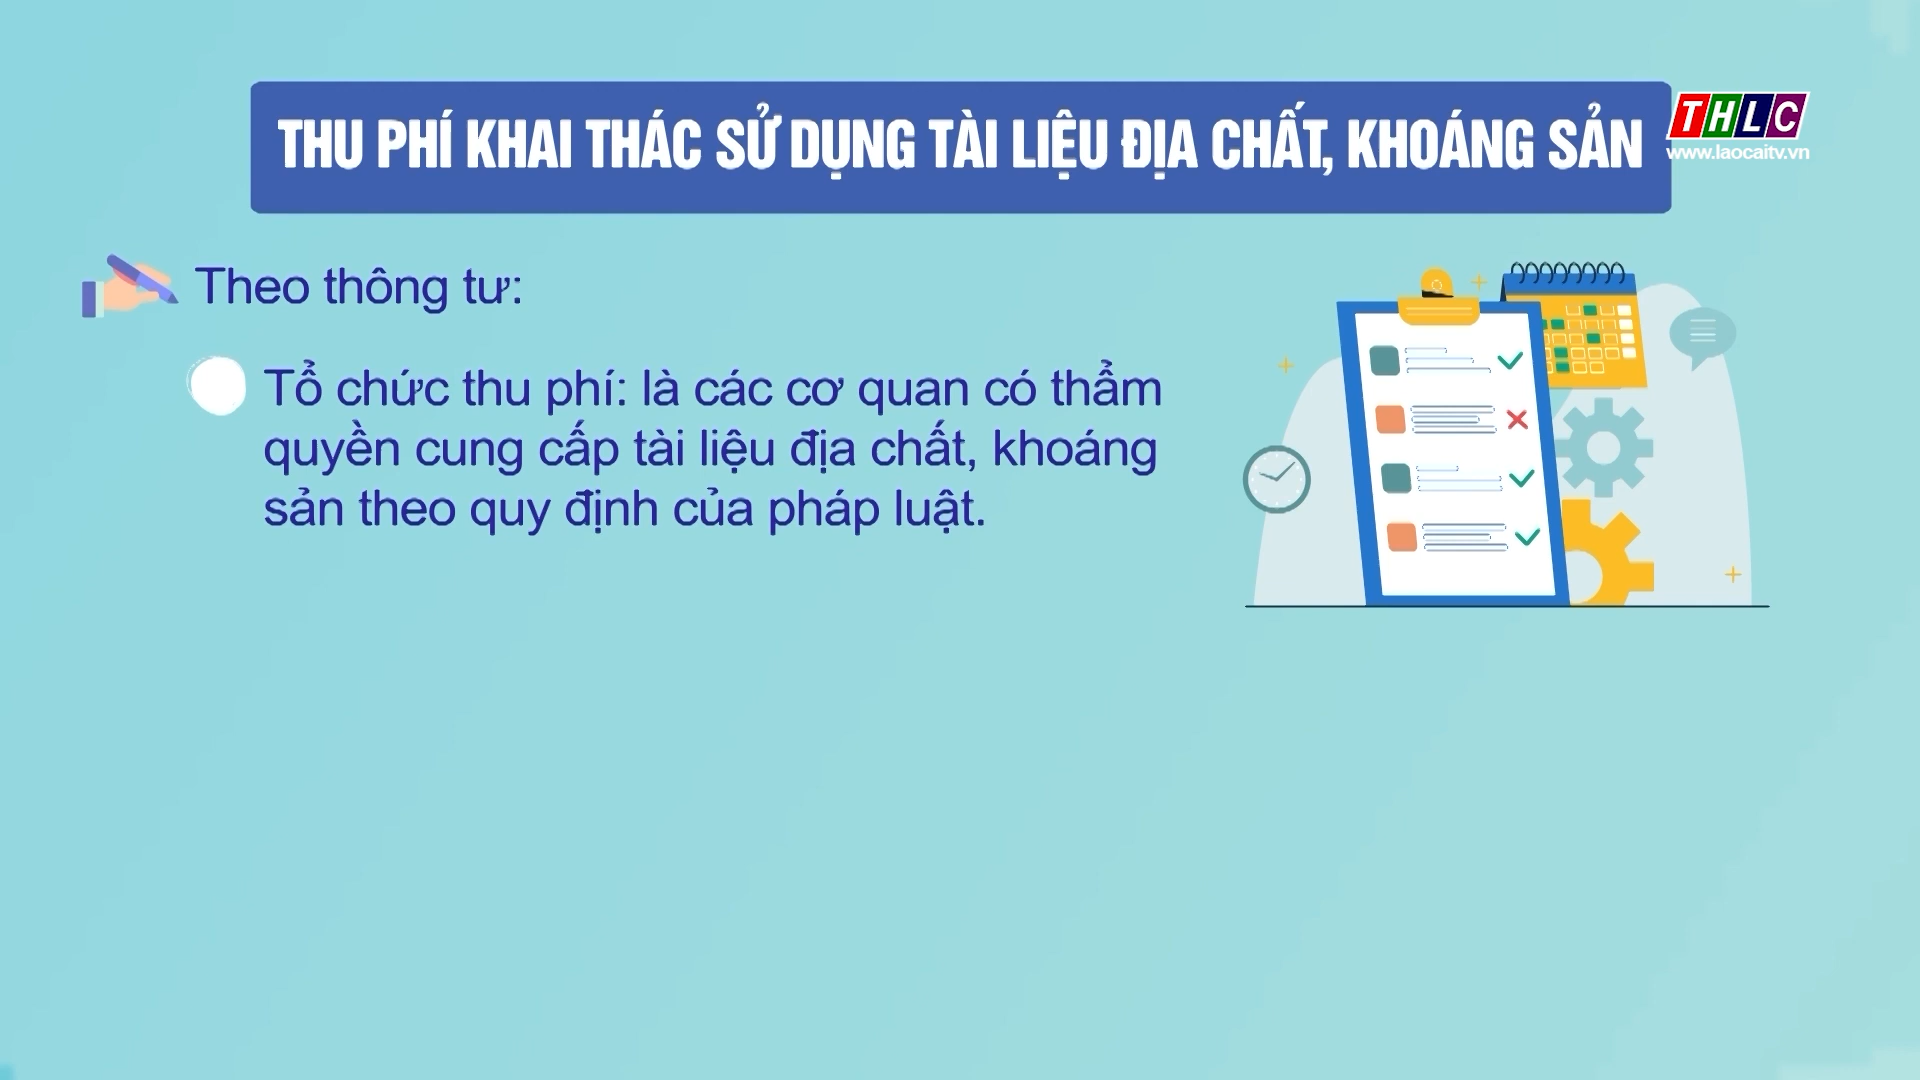 THU PHÍ KHAI THÁC SỬ DỤNG TÀI LIỆU ĐỊA CHẤT, KHOÁNG SẢN
THLC
www.laocaitv.vn
Theo thông tư:
Tổ chức thu phí: là các cơ quan có thẩm
quyền cung cấp tài liệu địa chất, khoáng
sản theo quy định của pháp luật.